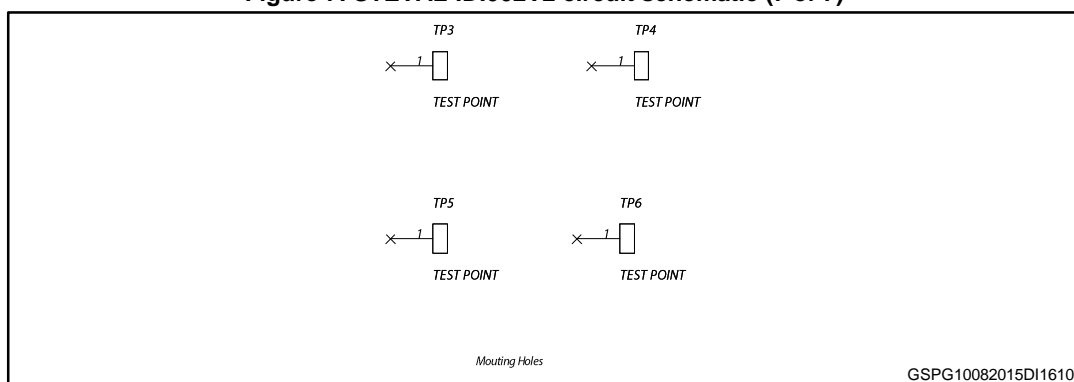 TP3
TP4
1
1
TEST POINT
TEST POINT
TP5
TP6
1
1
TEST POINT
TEST POINT
Mouting Holes
GSPG10082015DI1610